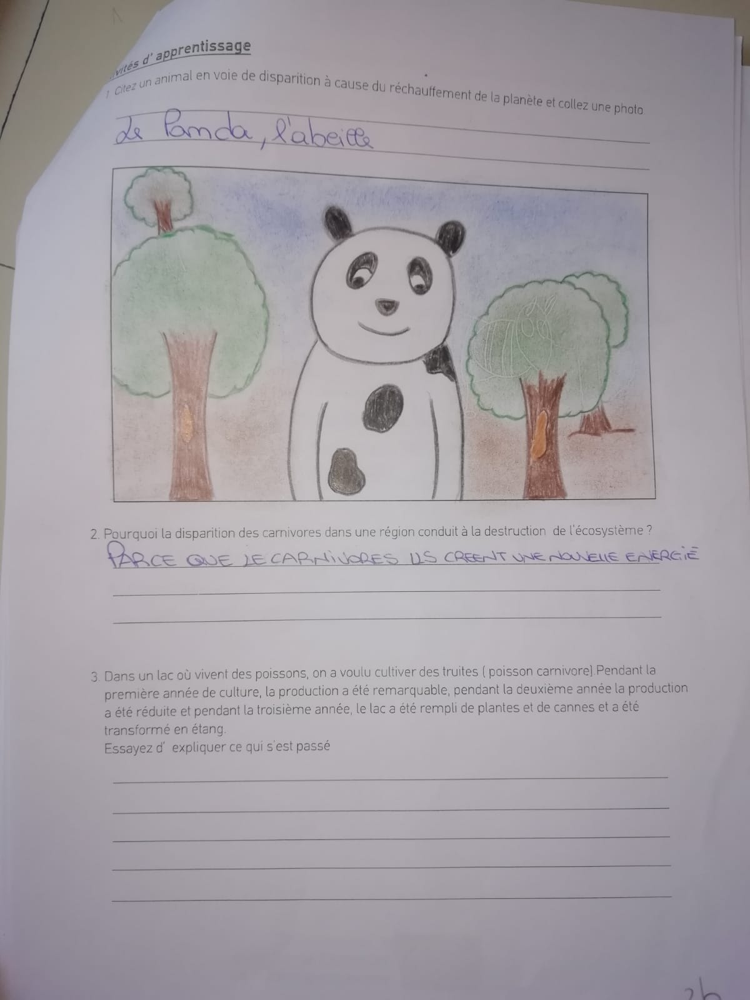 ivités d' apprentissage
1 Citez un animal en voie de disparition à cause du réchauffement de la planète et collez une photo
Le Panda, l'abeille
2. Pourquoi la disparition des carnivores dans une région conduit à la destruction de l'écosystème ?
PARCE QUE LE CARNIVORES ILS CREENT UNE NOUVELLE ENERGIE
3. Dans un lac où vivent des poissons, on a voulu cultiver des truites ( poisson carnivore).Pendant la
première année de culture, la production a été remarquable, pendant la deuxième année la production
a été réduite et pendant la troisième année, le lac a été rempli de plantes et de cannes et a été
transformé en étang.
Essayez d' expliquer ce qui s'est passé